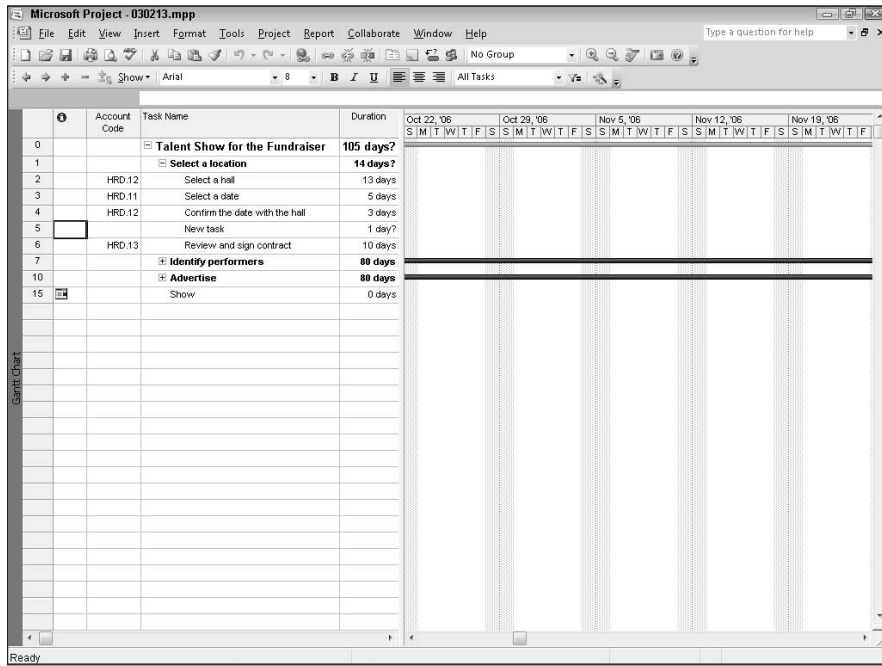 Microsoft Project - 030213.mpp
File Edit View Insert Format Tools Project Report Collaborate Window Help Type a question for help
No Group
Show Arial 8 B I U All Tasks
Account Code Task Name Duration Oct 22, '06 Oct 29, '06 Nov 5, '06 Nov 12, '06 Nov 19, '06
S M T W T F S S M T W T F S S M T W T F S S M T W T F S S M T W T F
0 Talent Show for the Fundraiser 105 days?
1 Select a location 14 days?
2 HRD.12 Select a hall 13 days
3 HRD.11 Select a date 5 days
4 HRD.12 Confirm the date with the hall 3 days
5 New task 1 day?
6 HRD.13 Review and sign contract 10 days
7 Identify performers 80 days
10 Advertise 80 days
15 Show 0 days
Gantt Chart
Ready